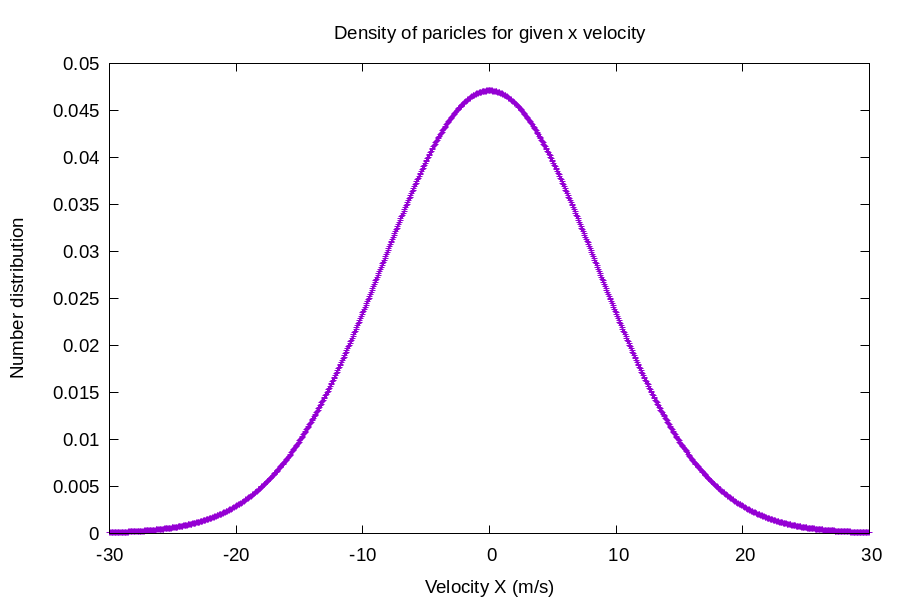 Density of paricles for given x velocity
0.05
0.045
0.04
0.035
0.03
0.025
0.02
0.015
0.01
0.005
0
Number distribution
-30 -20 -10 0 10 20 30
Velocity X (m/s)